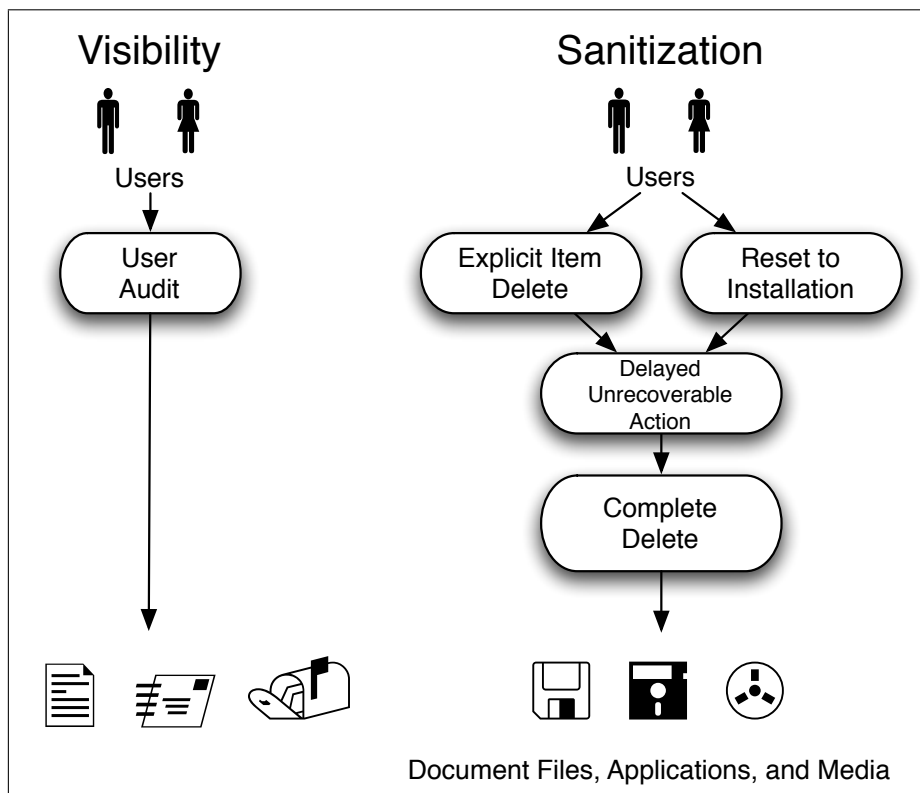 Visibility
Sanitization
Users
Users
User
Audit
Explicit Item
Delete
Reset to
Installation
Delayed
Unrecoverable
Action
Complete
Delete
Document Files, Applications, and Media